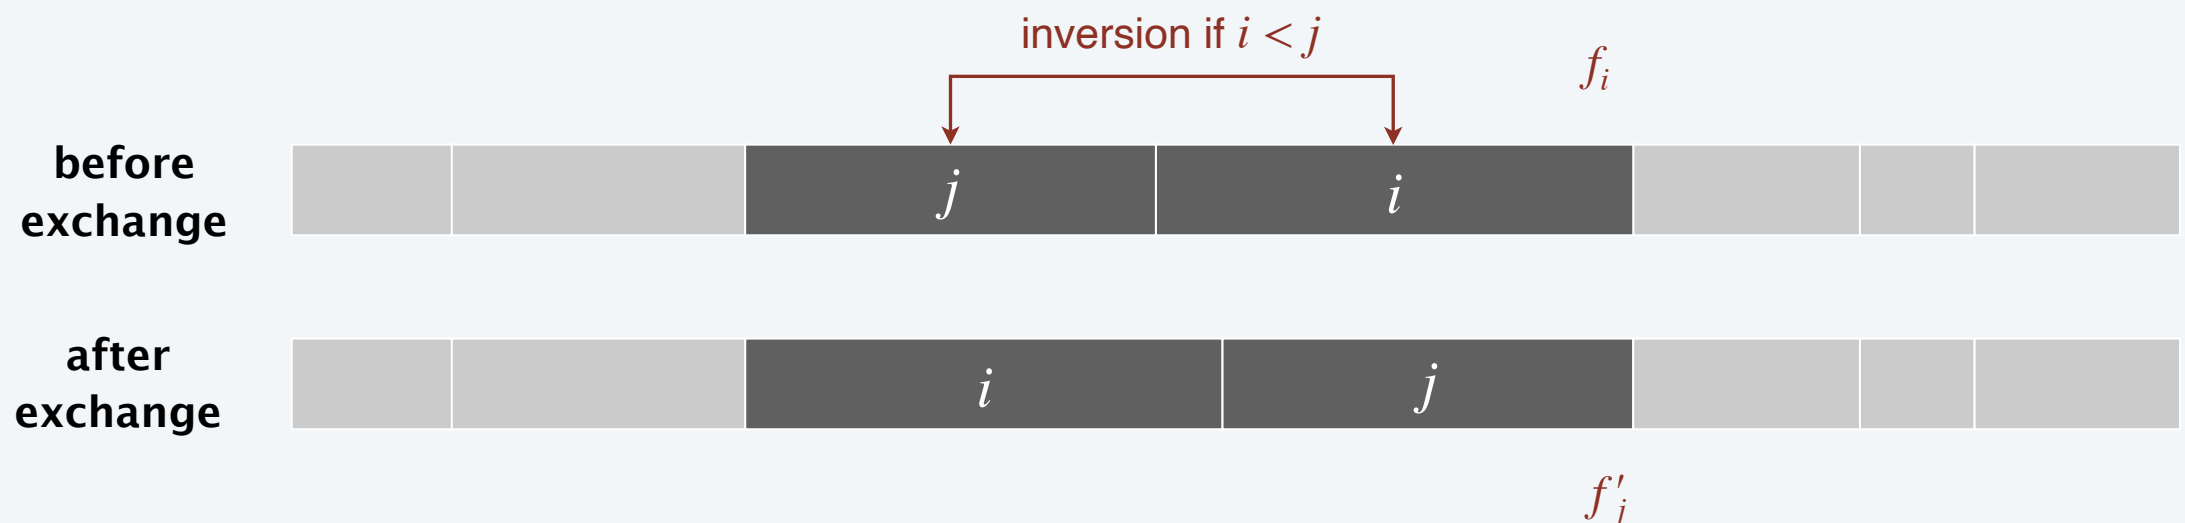 inversion if i < j
f_i
before
exchange
j i
after
exchange
i j
f′_j